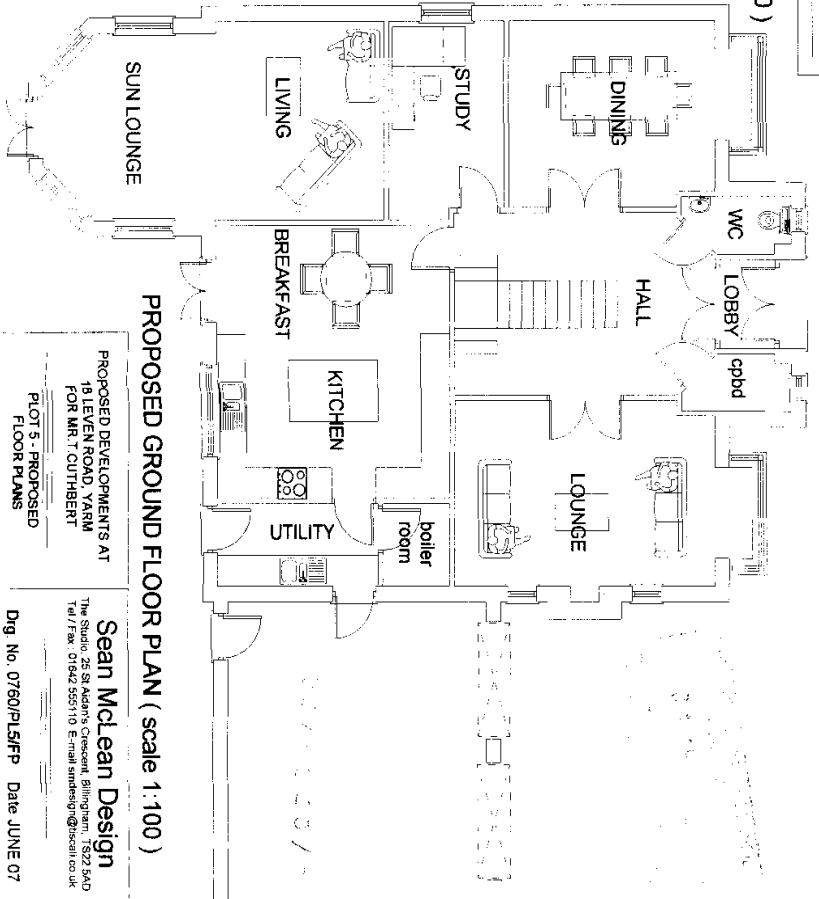 0 )
SUN LOUNGE
LIVING
STUDY
DINING
WC
LOBBY
cpbd
HALL
BREAKFAST
KITCHEN
UTILITY
boiler
room
LOUNGE
PROPOSED GROUND FLOOR PLAN ( scale 1:100 )
PROPOSED DEVELOPMENTS AT
18 LEVEN ROAD, YARM
FOR MR.T.CUTHBERT
PLOT 5 - PROPOSED
FLOOR PLANS
Sean McLean Design
The Studio, 25 St.Aidan's Crescent, Billingham, TS22 5AD
Tel / Fax : 01642 555110 E-mail smdesign@tiscali.co.uk
Drg. No. 0760/PL5/FP Date JUNE 07